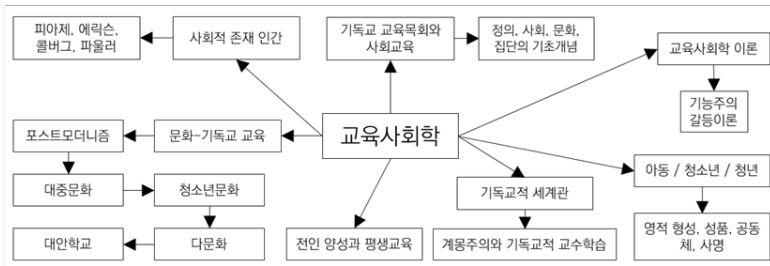 피아제, 에릭슨,
콜버그, 파울러
사회적 존재 인간
기독교 교육목회와
사회교육
정의, 사회, 문화,
집단의 기초개념
교육사회학 이론
기능주의
갈등이론
포스트모더니즘
문화-기독교 교육
교육사회학
대중문화
청소년문화
기독교적 세계관
아동 / 청소년 / 청년
대안학교
다문화
전인 양성과 평생교육
계몽주의와 기독교적 교수학습
영적 형성, 성품, 공동
체, 사명